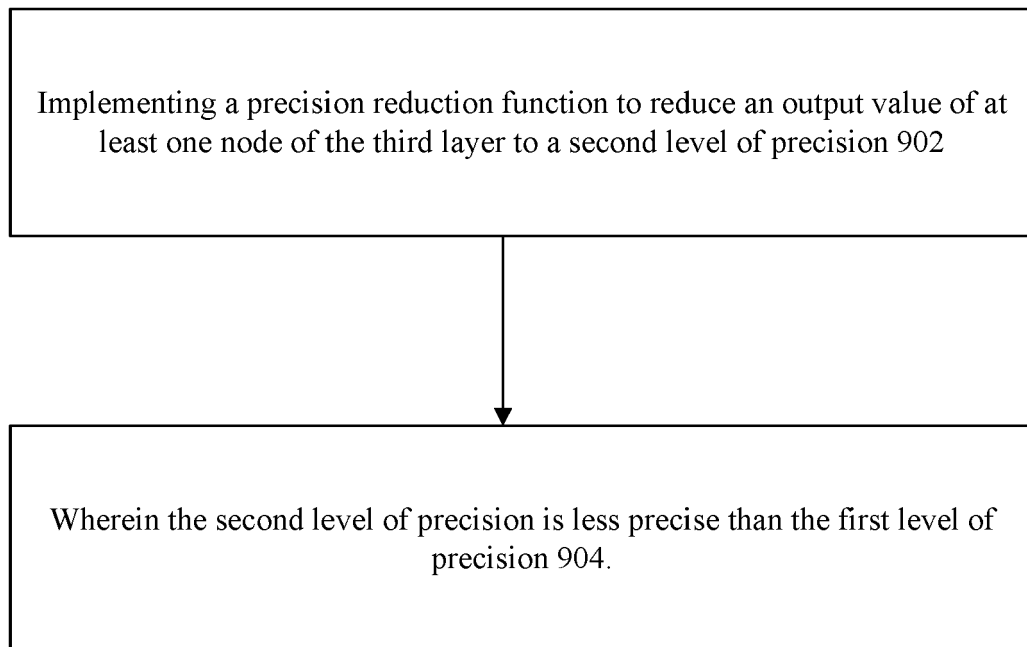 Implementing a precision reduction function to reduce an output value of at
least one node of the third layer to a second level of precision 902
Wherein the second level of precision is less precise than the first level of
precision 904.